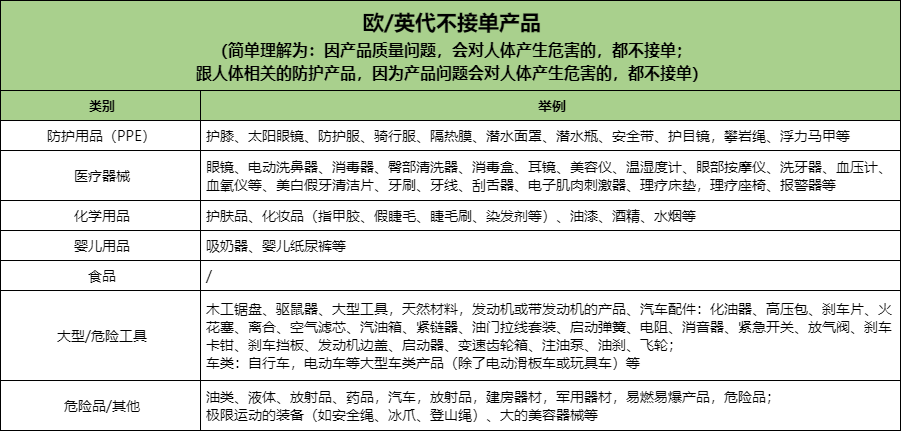 欧/英代不接单产品
(简单理解为：因产品质量问题，会对人体产生危害的，都不接单；
跟人体相关的防护产品，因为产品问题会对人体产生危害的，都不接单)
类别
举例
防护用品（PPE）
护膝、太阳眼镜、防护服、骑行服、隔热膜、潜水面罩、潜水瓶、安全带、护目镜，攀岩绳、浮力马甲等
医疗器械
眼镜、电动洗鼻器、消毒器、臀部清洗器、消毒盒、耳镜、美容仪、温湿度计、眼部按摩仪、洗牙器、血压计、
血氧仪等、美白假牙清洁片、牙刷、牙线、刮舌器、电子肌肉刺激器、理疗床垫，理疗座椅、报警器等
化学用品
护肤品、化妆品（指甲胶、假睫毛、睫毛刷、染发剂等）、油漆、酒精、水烟等
婴儿用品
吸奶器、婴儿纸尿裤等
食品
/
大型/危险工具
木工锯盘、驱鼠器、大型工具，天然材料，发动机或带发动机的产品、汽车配件：化油器、高压包、刹车片、火
花塞、离合、空气滤芯、汽油箱、紧链器、油门拉线套装、启动弹簧、电阻、消音器、紧急开关、放气阀、刹车
卡钳、刹车挡板、发动机边盖、启动器、变速齿轮箱、注油泵、油刹、飞轮；
车类：自行车，电动车等大型车类产品（除了电动滑板车或玩具车）等
危险品/其他
油类、液体、放射品、药品，汽车，放射品，建房器材，军用器材，易燃易爆产品，危险品；
极限运动的装备（如安全绳、冰爪、登山绳）、大的美容器械等